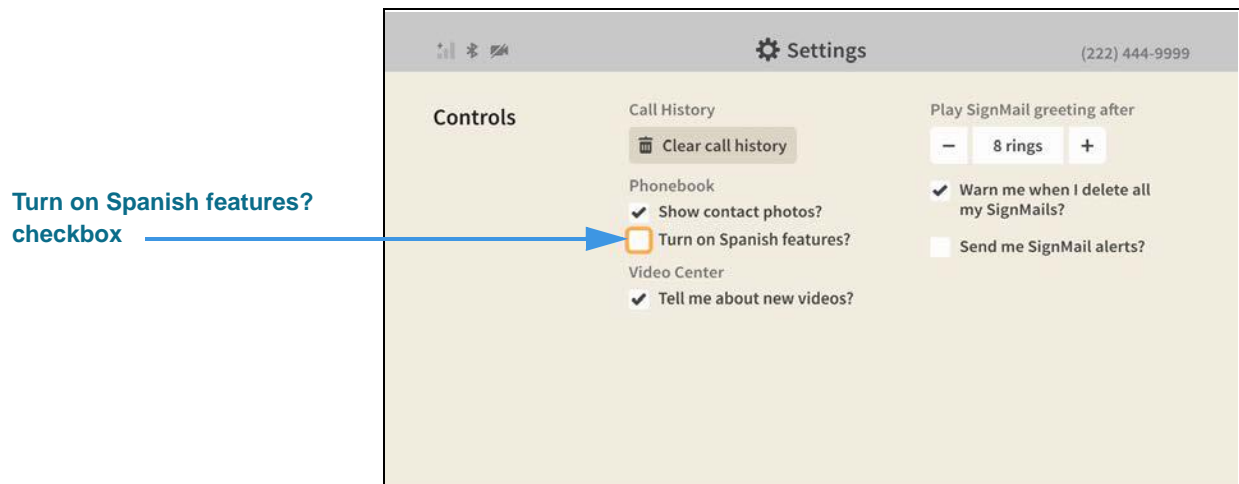 Settings
(222) 444-9999
Controls
Call History
Clear call history
Phonebook
Show contact photos?
Turn on Spanish features?
Video Center
Tell me about new videos?
Play SignMail greeting after
− 8 rings +
Warn me when I delete all
my SignMails?
Send me SignMail alerts?
Turn on Spanish features?
checkbox